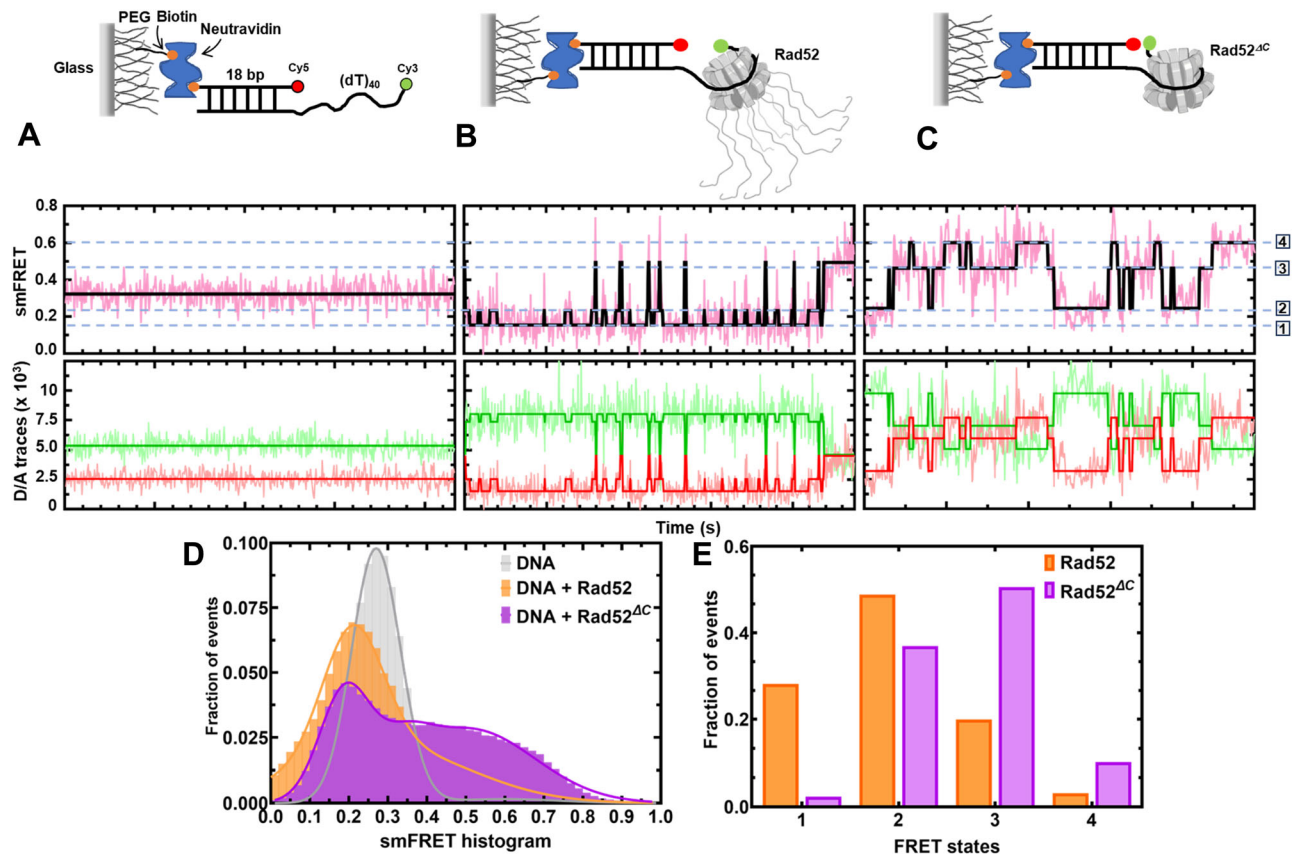 PEG Biotin
Neutravidin
Glass
18 bp
Cy5
(dT)40
Cy3
A
Rad52
B
Rad52ΔC
C
smFRET
0.8
0.6
0.4
0.2
0.0
4
3
2
1
D/A traces (x 10³)
10
7.5
5.0
2.5
0
Time (s)
D
Fraction of events
0.100
0.075
0.050
0.025
0.000
DNA
DNA + Rad52
DNA + Rad52ΔC
0.0 0.1 0.2 0.3 0.4 0.5 0.6 0.7 0.8 0.9 1.0
smFRET histogram
E
Fraction of events
0.6
0.4
0.2
0.0
Rad52
Rad52ΔC
1 2 3 4
FRET states